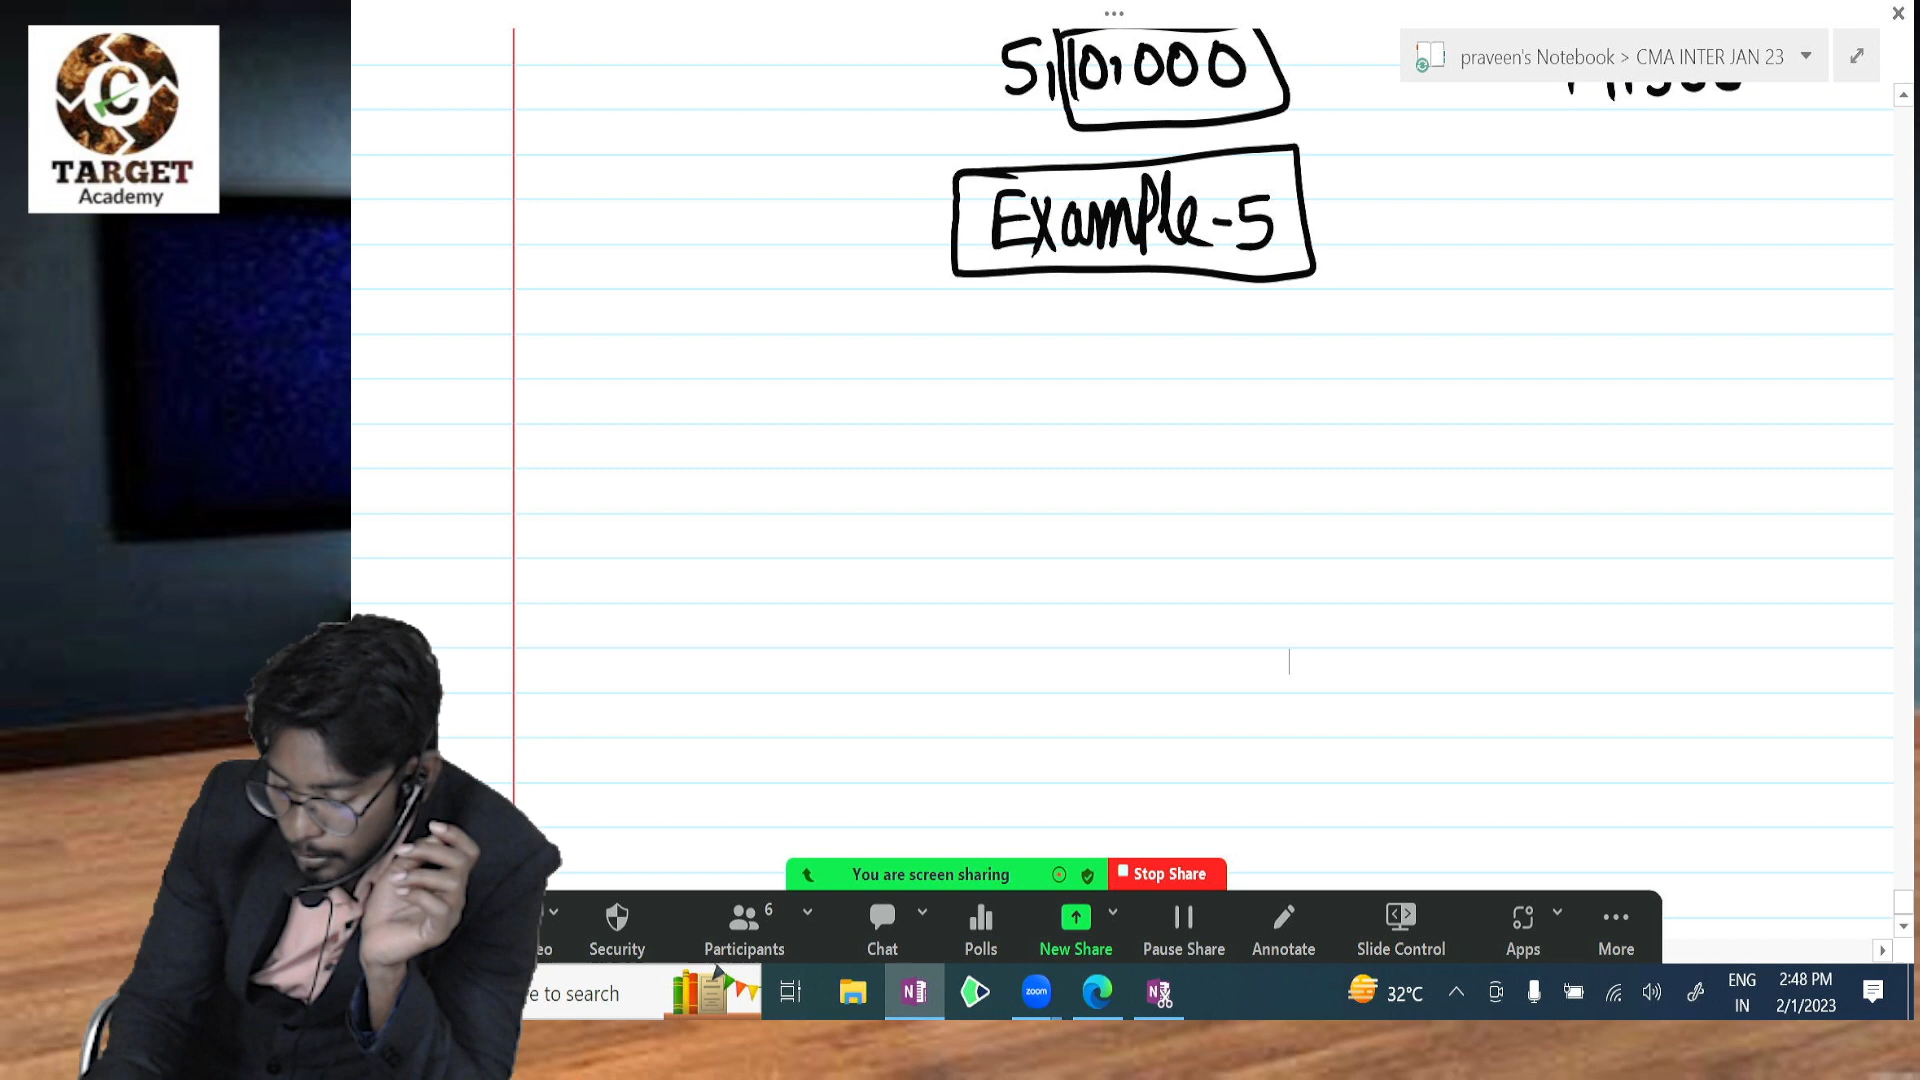 praveen's Notebook > CMA INTER JAN 23
5,10,000
TARGET
Academy
Example-5
You are screen sharing
Stop Share
6
Security
Participants
Chat
Polls
New Share
Pause Share
Annotate
Slide Control
Apps
More
to search
zoom
32°C
ENG
IN
2:48 PM
2/1/2023